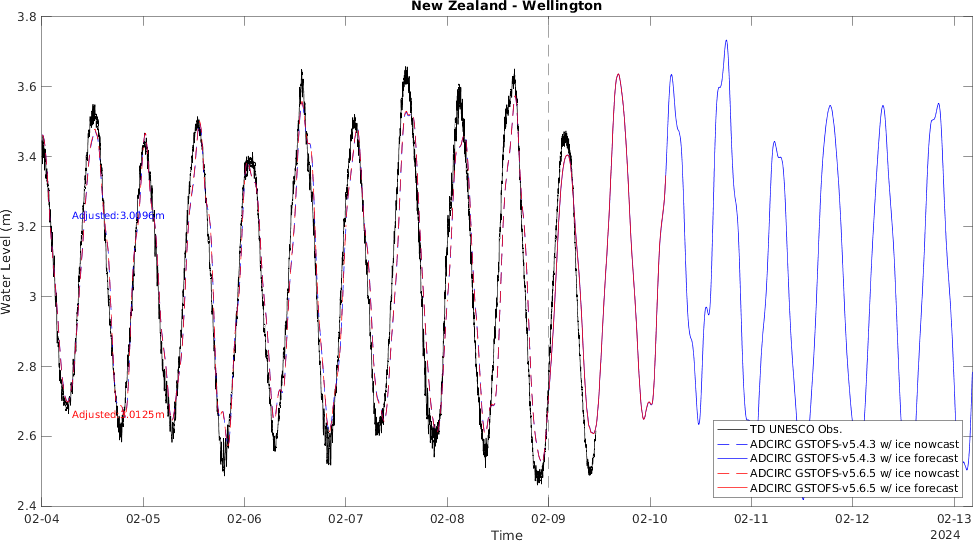 New Zealand - Wellington
3.8
3.6
3.4
3.2
3
2.8
2.6
2.4
Water Level (m)
Adjusted:3.0096m
Adjusted:3.0125m
TD UNESCO Obs.
ADCIRC GSTOFS-v5.4.3 w/ ice nowcast
ADCIRC GSTOFS-v5.4.3 w/ ice forecast
ADCIRC GSTOFS-v5.6.5 w/ ice nowcast
ADCIRC GSTOFS-v5.6.5 w/ ice forecast
02-04 02-05 02-06 02-07 02-08 02-09 02-10 02-11 02-12 02-13
Time
2024